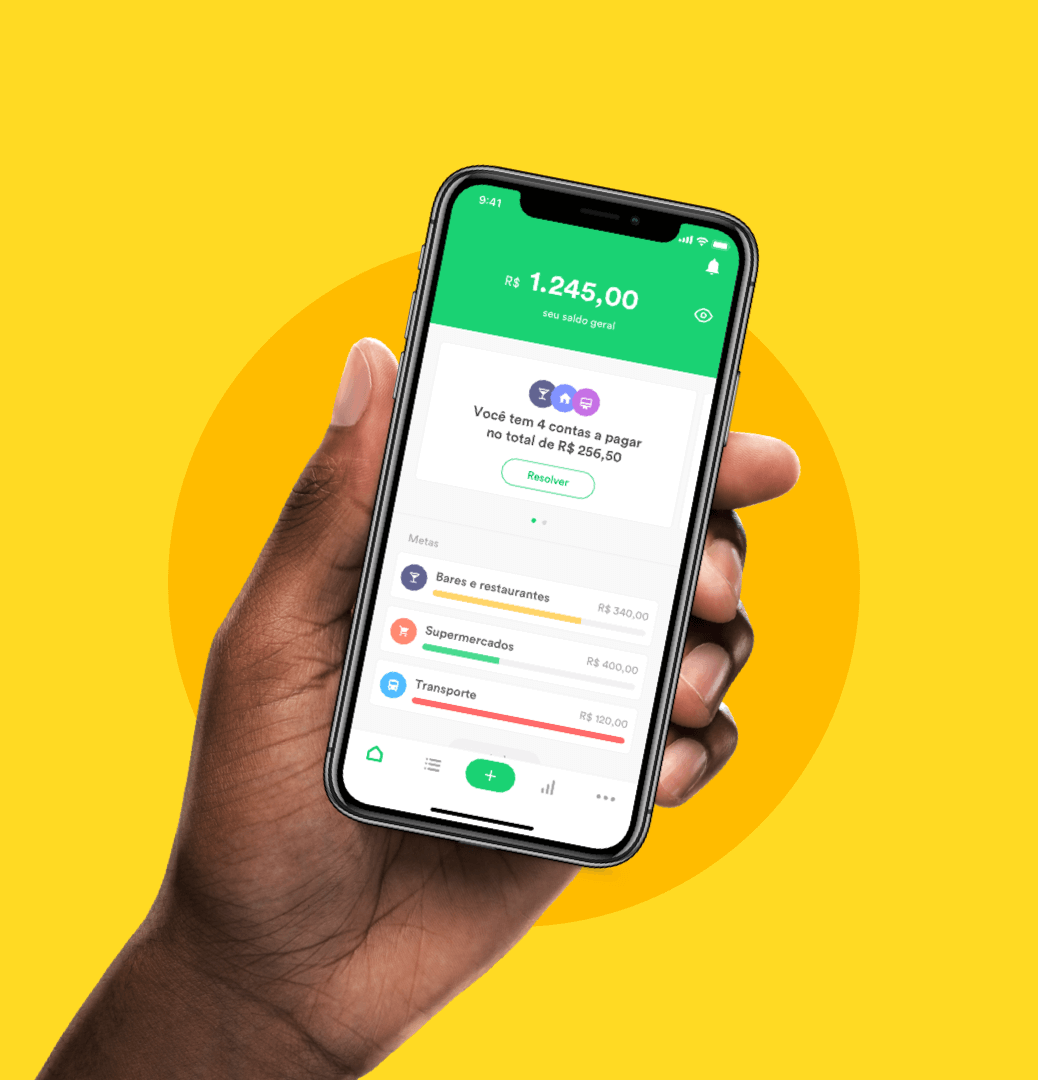 9:41
R$ 1.245,00
seu saldo geral
Você tem 4 contas a pagar
no total de R$ 256,50
Resolver
Metas
Bares e restaurantes
R$ 340,00
Supermercados
R$ 400,00
Transporte
R$ 120,00